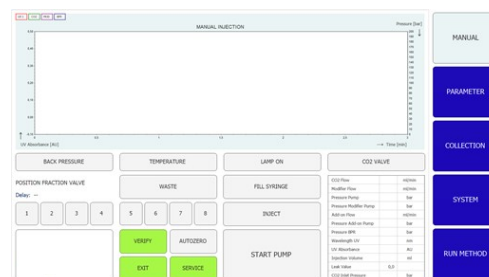 MANUAL INJECTION
Pressure [bar]
UV Absorbance [AU]
Time [min]
MANUAL
PARAMETER
COLLECTION
SYSTEM
RUN METHOD
BACK PRESSURE
TEMPERATURE
LAMP ON
CO2 VALVE
POSITION FRACTION VALVE
Delay: --
WASTE
FILL SYRINGE
1 2 3 4 5 6 7 8
INJECT
VERIFY
AUTOZERO
START PUMP
EXIT
SERVICE
CO2 Flow ml/min
Modifier Flow ml/min
Pressure Pump bar
Pressure Modifier Pump bar
Add-on Flow ml/min
Pressure Add-on Pump bar
Pressure BPR bar
Wavelength UV nm
UV Absorbance AU
Injection Volume ml
Leak Value 0,0
CO2 Inlet Pressure bar